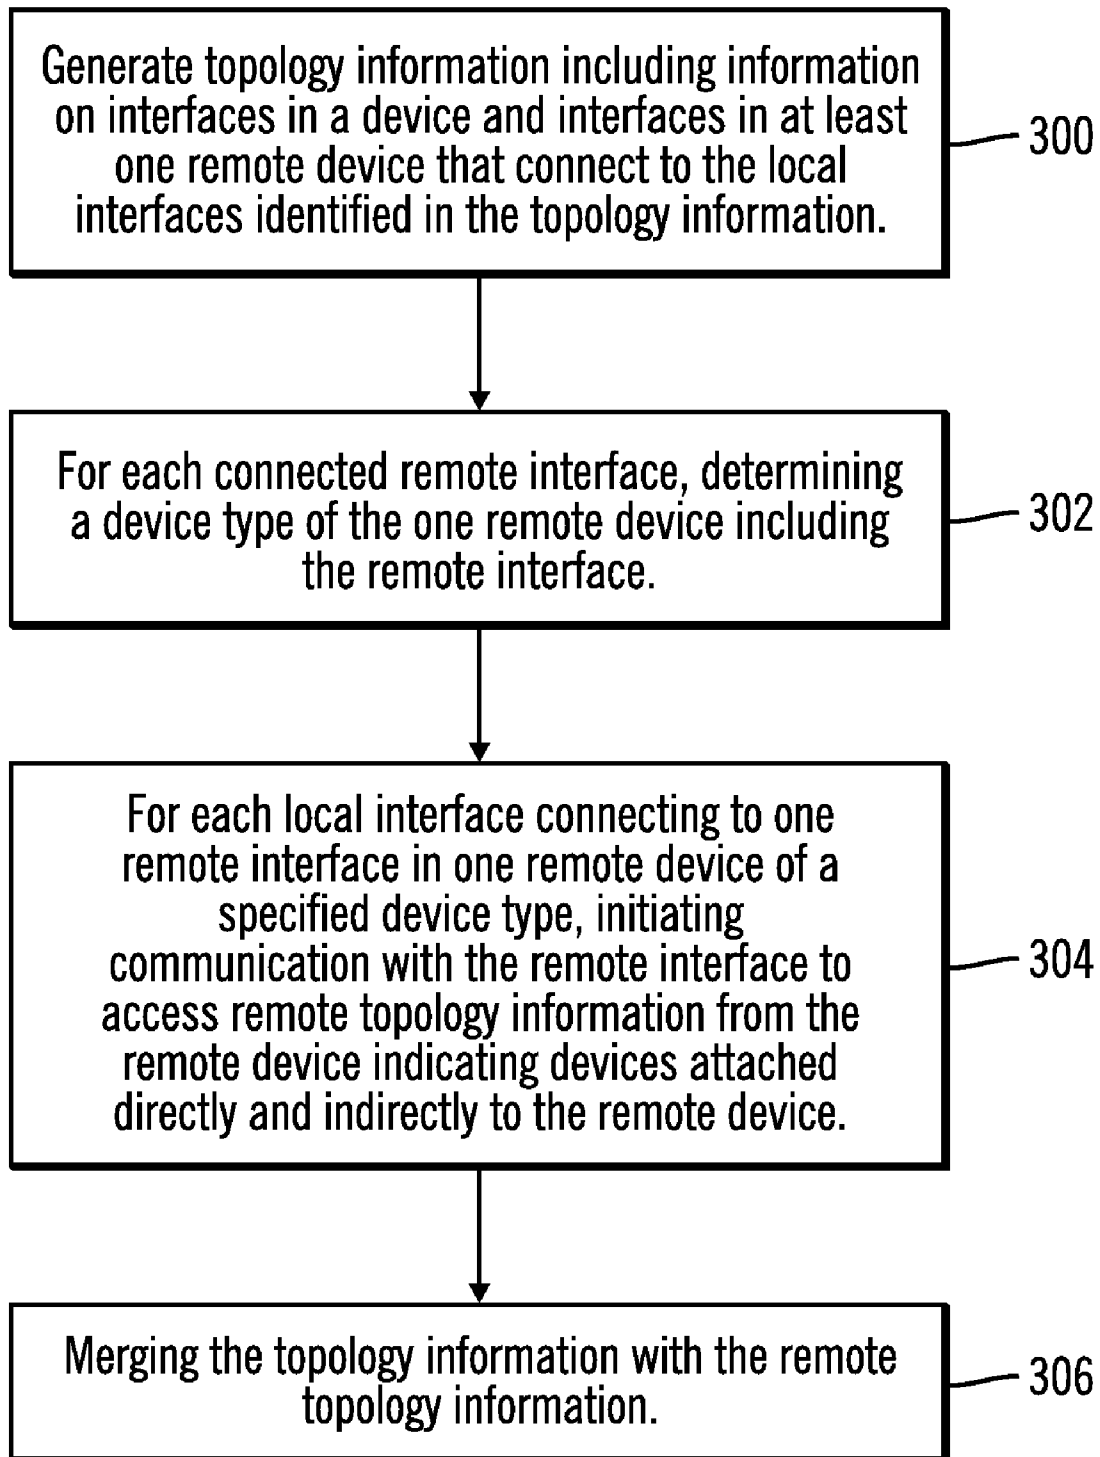 Generate topology information including information
on interfaces in a device and interfaces in at least
one remote device that connect to the local
interfaces identified in the topology information.
300
For each connected remote interface, determining
a device type of the one remote device including
the remote interface.
302
For each local interface connecting to one
remote interface in one remote device of a
specified device type, initiating
communication with the remote interface to
access remote topology information from the
remote device indicating devices attached
directly and indirectly to the remote device.
304
Merging the topology information with the remote
topology information.
306